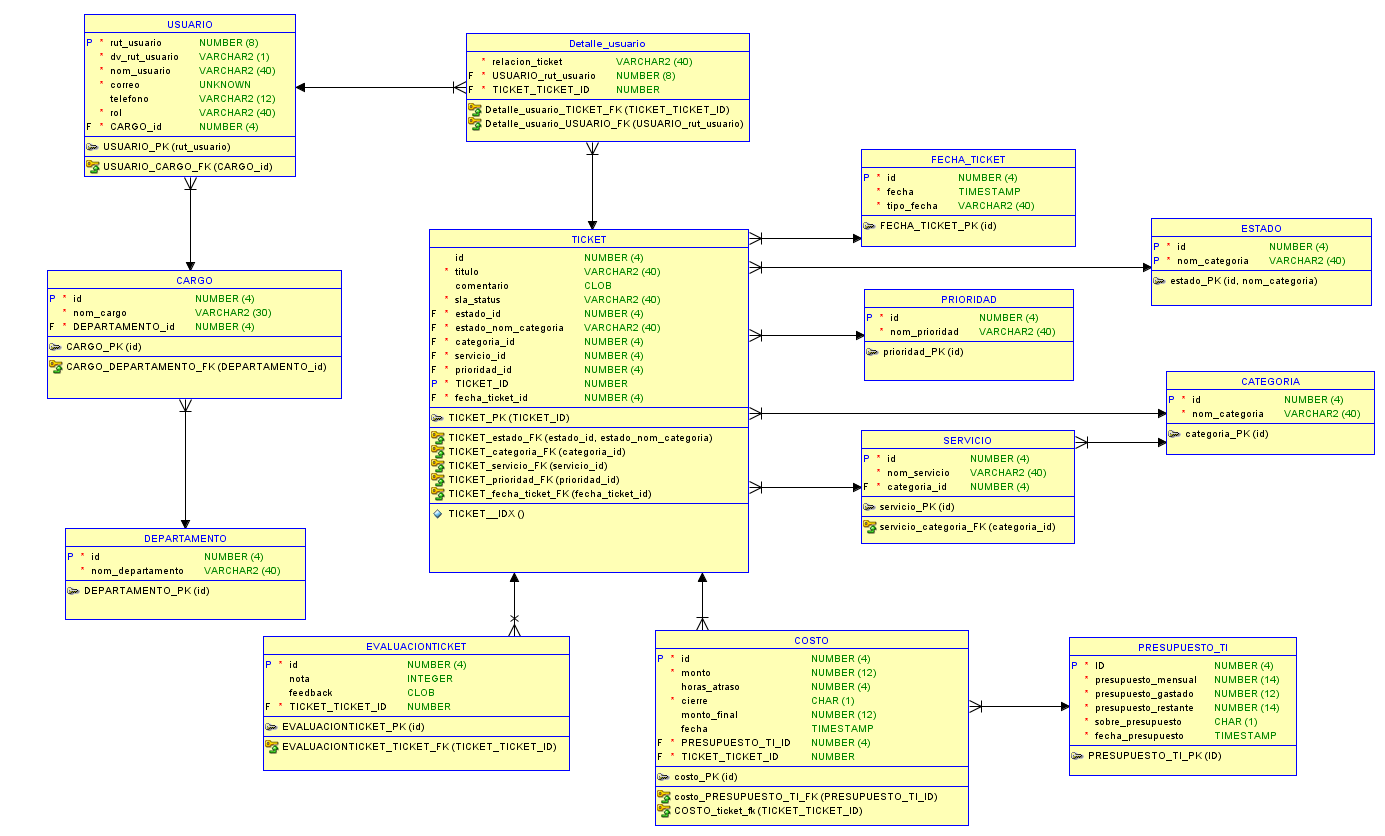 USUARIO
P * rut_usuario NUMBER (8)
* dv_rut_usuario VARCHAR2 (1)
* nom_usuario VARCHAR2 (40)
* correo UNKNOWN
telefono VARCHAR2 (12)
* rol VARCHAR2 (40)
F * CARGO_id NUMBER (4)
USUARIO_PK (rut_usuario)
USUARIO_CARGO_FK (CARGO_id)
Detalle_usuario
* relacion_ticket VARCHAR2 (40)
F * USUARIO_rut_usuario NUMBER (8)
F * TICKET_TICKET_ID NUMBER
Detalle_usuario_TICKET_FK (TICKET_TICKET_ID)
Detalle_usuario_USUARIO_FK (USUARIO_rut_usuario)
FECHA_TICKET
P * id NUMBER (4)
* fecha TIMESTAMP
* tipo_fecha VARCHAR2 (40)
FECHA_TICKET_PK (id)
ESTADO
P * id NUMBER (4)
P * nom_categoria VARCHAR2 (40)
estado_PK (id, nom_categoria)
TICKET
id NUMBER (4)
* titulo VARCHAR2 (40)
comentario CLOB
* sla_status VARCHAR2 (40)
F * estado_id NUMBER (4)
F * estado_nom_categoria VARCHAR2 (40)
F * categoria_id NUMBER (4)
F * servicio_id NUMBER (4)
F * prioridad_id NUMBER (4)
P * TICKET_ID NUMBER
F * fecha_ticket_id NUMBER (4)
TICKET_PK (TICKET_ID)
TICKET_estado_FK (estado_id, estado_nom_categoria)
TICKET_categoria_FK (categoria_id)
TICKET_servicio_FK (servicio_id)
TICKET_prioridad_FK (prioridad_id)
TICKET_fecha_ticket_FK (fecha_ticket_id)
TICKET__IDX ()
CARGO
P * id NUMBER (4)
* nom_cargo VARCHAR2 (30)
F * DEPARTAMENTO_id NUMBER (4)
CARGO_PK (id)
CARGO_DEPARTAMENTO_FK (DEPARTAMENTO_id)
PRIORIDAD
P * id NUMBER (4)
* nom_prioridad VARCHAR2 (40)
prioridad_PK (id)
CATEGORIA
P * id NUMBER (4)
* nom_categoria VARCHAR2 (40)
categoria_PK (id)
SERVICIO
P * id NUMBER (4)
* nom_servicio VARCHAR2 (40)
F * categoria_id NUMBER (4)
servicio_PK (id)
servicio_categoria_FK (categoria_id)
DEPARTAMENTO
P * id NUMBER (4)
* nom_departamento VARCHAR2 (40)
DEPARTAMENTO_PK (id)
EVALUACIONTICKET
P * id NUMBER (4)
nota INTEGER
feedback CLOB
F * TICKET_TICKET_ID NUMBER
EVALUACIONTICKET_PK (id)
EVALUACIONTICKET_TICKET_FK (TICKET_TICKET_ID)
COSTO
P * id NUMBER (4)
* monto NUMBER (12)
horas_atraso NUMBER (4)
* cierre CHAR (1)
monto_final NUMBER (12)
fecha TIMESTAMP
F * PRESUPUESTO_TI_ID NUMBER (4)
F * TICKET_TICKET_ID NUMBER
costo_PK (id)
costo_PRESUPUESTO_TI_FK (PRESUPUESTO_TI_ID)
COSTO_ticket_fk (TICKET_TICKET_ID)
PRESUPUESTO_TI
P * ID NUMBER (4)
* presupuesto_mensual NUMBER (14)
* presupuesto_gastado NUMBER (12)
* presupuesto_restante NUMBER (14)
* sobre_presupuesto CHAR (1)
* fecha_presupuesto TIMESTAMP
PRESUPUESTO_TI_PK (ID)